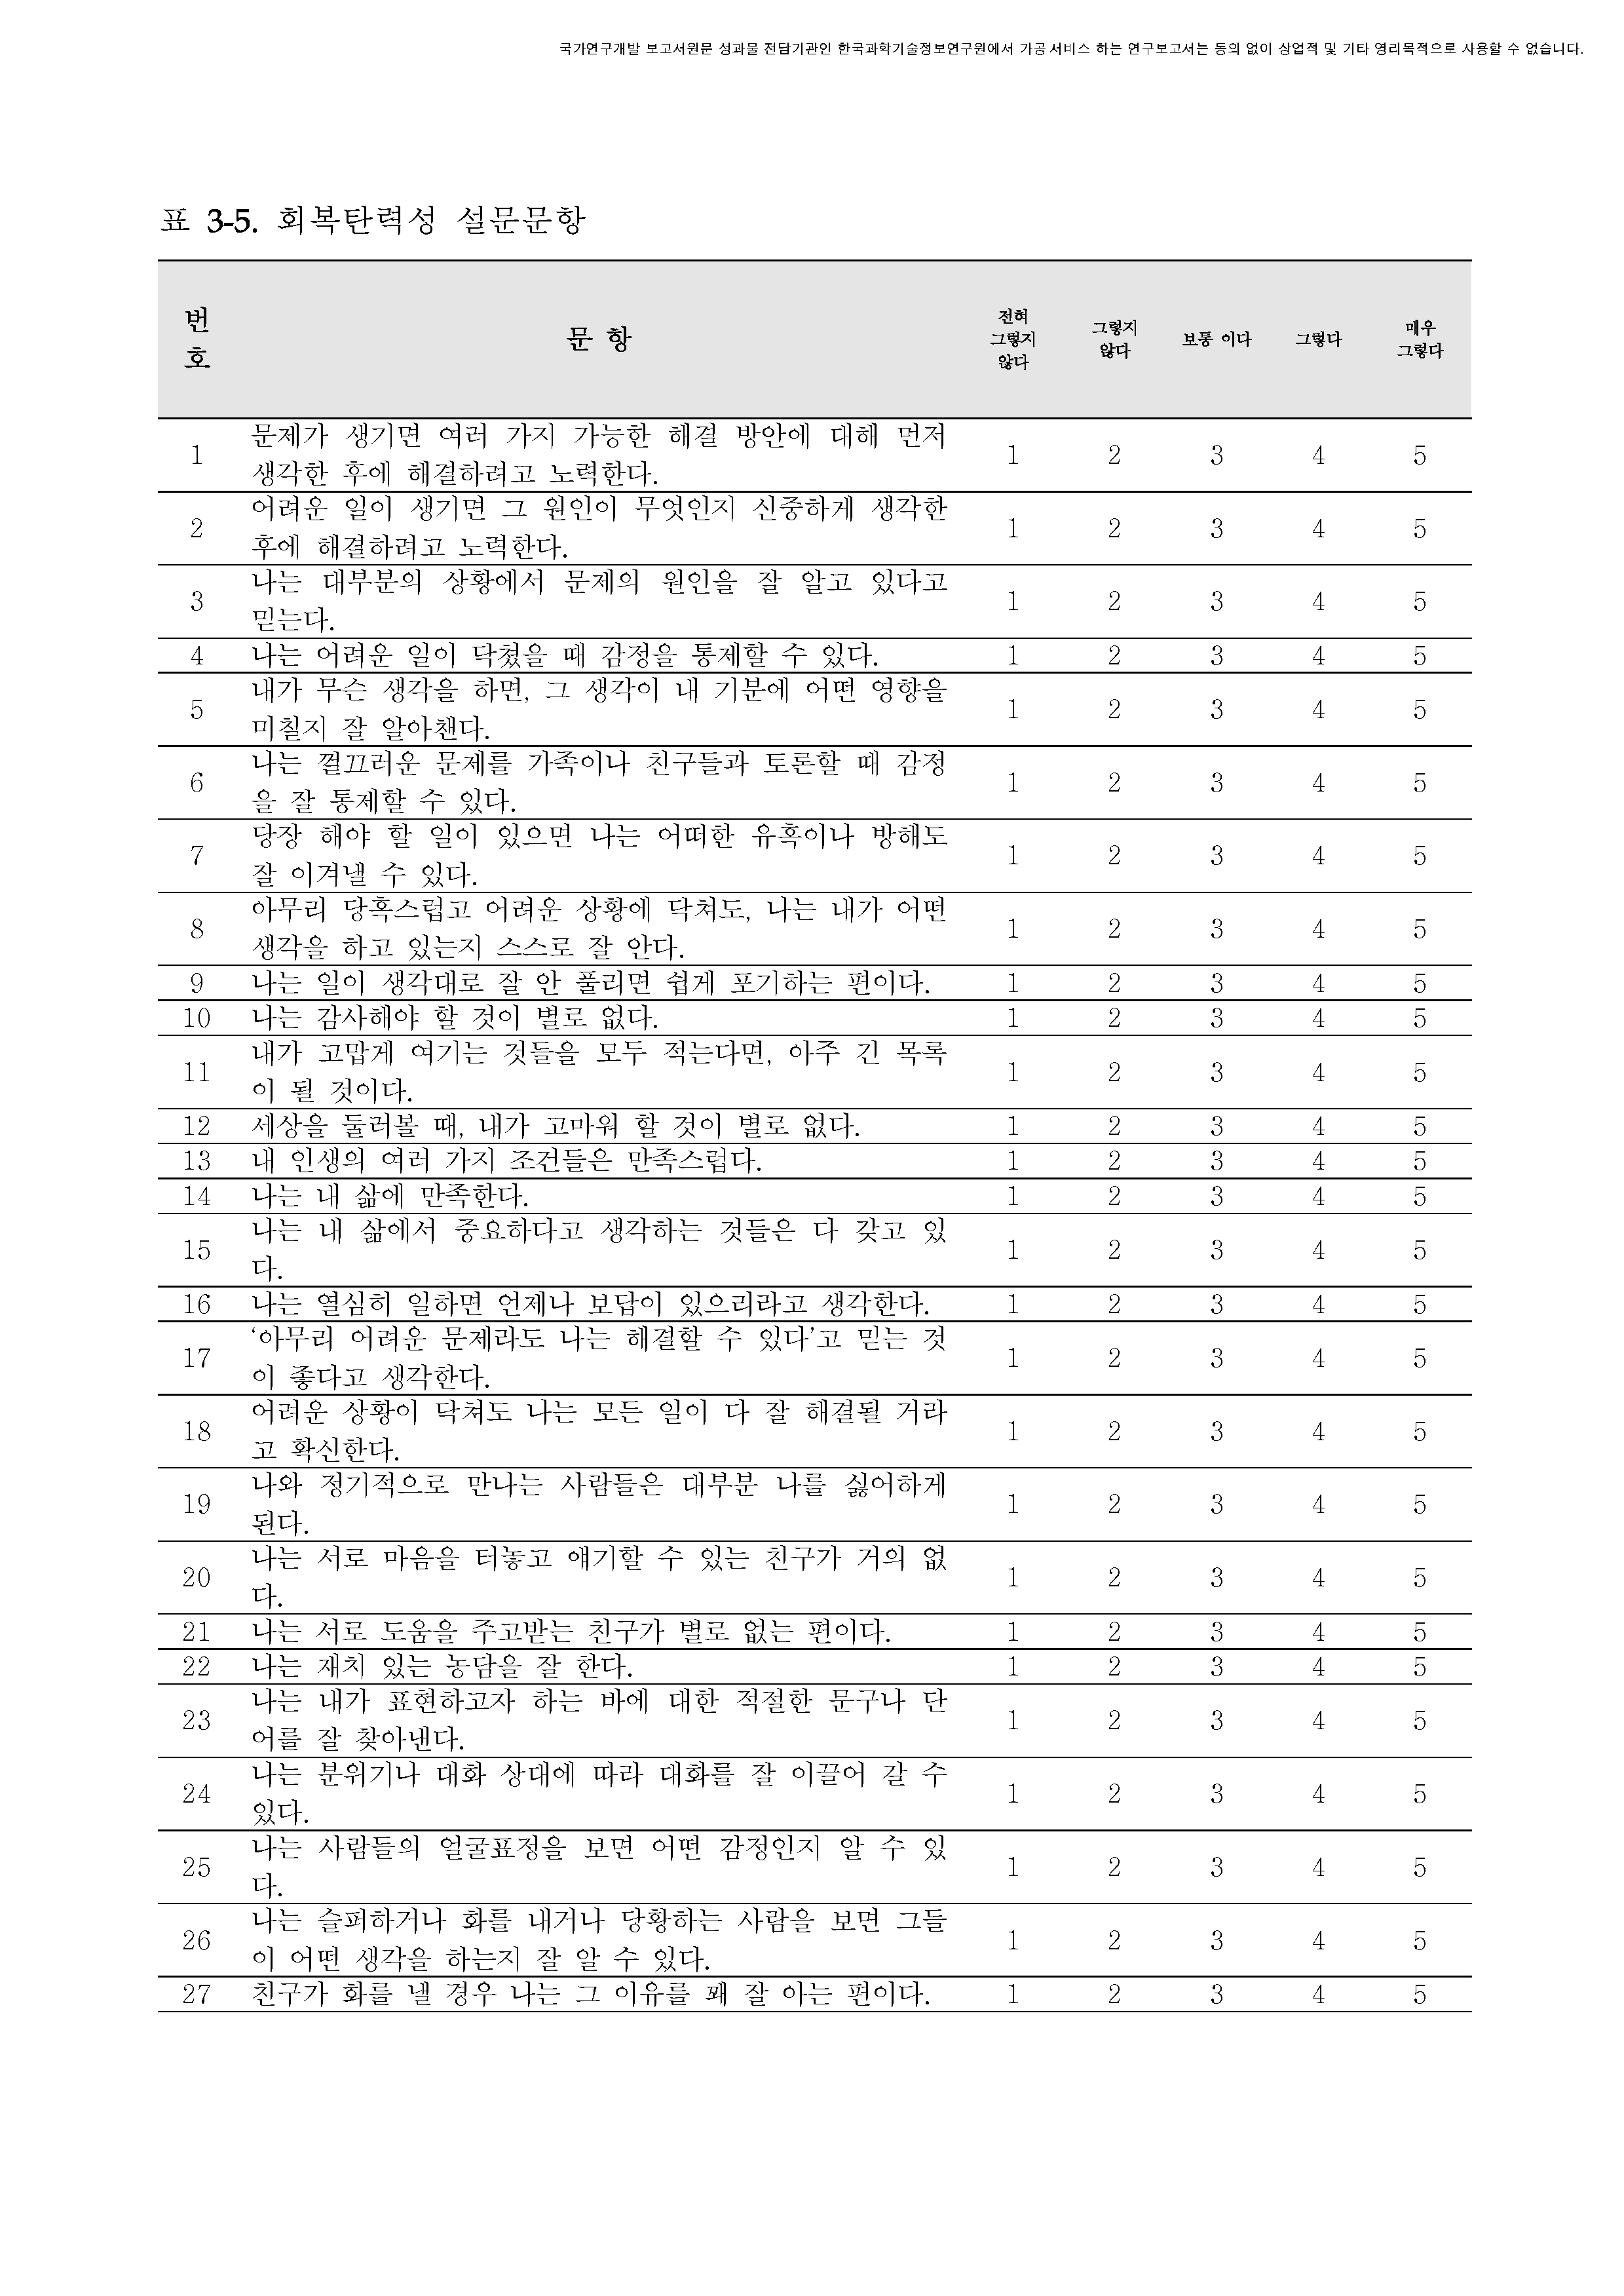 국가연구개발 보고서원문 성과물 전담기관인 한국과학기술정보연구원에서 가공·서비스 하는 연구보고서는 동의 없이 상업적 및 기타 영리목적으로 사용할 수 없습니다.
표 3-5. 회복탄력성 설문문항
번호 문 항 전혀 그렇지 않다 그렇지 않다 보통 이다 그렇다 매우 그렇다
1 문제가 생기면 여러 가지 가능한 해결 방안에 대해 먼저
생각한 후에 해결하려고 노력한다. 1 2 3 4 5
2 어려운 일이 생기면 그 원인이 무엇인지 신중하게 생각한
후에 해결하려고 노력한다. 1 2 3 4 5
3 나는 대부분의 상황에서 문제의 원인을 잘 알고 있다고
믿는다. 1 2 3 4 5
4 나는 어려운 일이 닥쳤을 때 감정을 통제할 수 있다. 1 2 3 4 5
5 내가 무슨 생각을 하면, 그 생각이 내 기분에 어떤 영향을
미칠지 잘 알아챈다. 1 2 3 4 5
6 나는 껄끄러운 문제를 가족이나 친구들과 토론할 때 감정
을 잘 통제할 수 있다. 1 2 3 4 5
7 당장 해야 할 일이 있으면 나는 어떠한 유혹이나 방해도
잘 이겨낼 수 있다. 1 2 3 4 5
8 아무리 당혹스럽고 어려운 상황에 닥쳐도, 나는 내가 어떤
생각을 하고 있는지 스스로 잘 안다. 1 2 3 4 5
9 나는 일이 생각대로 잘 안 풀리면 쉽게 포기하는 편이다. 1 2 3 4 5
10 나는 감사해야 할 것이 별로 없다. 1 2 3 4 5
11 내가 고맙게 여기는 것들을 모두 적는다면, 아주 긴 목록
이 될 것이다. 1 2 3 4 5
12 세상을 둘러볼 때, 내가 고마워 할 것이 별로 없다. 1 2 3 4 5
13 내 인생의 여러 가지 조건들은 만족스럽다. 1 2 3 4 5
14 나는 내 삶에 만족한다. 1 2 3 4 5
15 나는 내 삶에서 중요하다고 생각하는 것들은 다 갖고 있
다. 1 2 3 4 5
16 나는 열심히 일하면 언제나 보답이 있으리라고 생각한다. 1 2 3 4 5
17 ‘아무리 어려운 문제라도 나는 해결할 수 있다’고 믿는 것
이 좋다고 생각한다. 1 2 3 4 5
18 어려운 상황이 닥쳐도 나는 모든 일이 다 잘 해결될 거라
고 확신한다. 1 2 3 4 5
19 나와 정기적으로 만나는 사람들은 대부분 나를 싫어하게
된다. 1 2 3 4 5
20 나는 서로 마음을 터놓고 얘기할 수 있는 친구가 거의 없
다. 1 2 3 4 5
21 나는 서로 도움을 주고받는 친구가 별로 없는 편이다. 1 2 3 4 5
22 나는 재치 있는 농담을 잘 한다. 1 2 3 4 5
23 나는 내가 표현하고자 하는 바에 대한 적절한 문구나 단
어를 잘 찾아낸다. 1 2 3 4 5
24 나는 분위기나 대화 상대에 따라 대화를 잘 이끌어 갈 수
있다. 1 2 3 4 5
25 나는 사람들의 얼굴표정을 보면 어떤 감정인지 알 수 있
다. 1 2 3 4 5
26 나는 슬퍼하거나 화를 내거나 당황하는 사람을 보면 그들
이 어떤 생각을 하는지 잘 알 수 있다. 1 2 3 4 5
27 친구가 화를 낼 경우 나는 그 이유를 꽤 잘 아는 편이다. 1 2 3 4 5